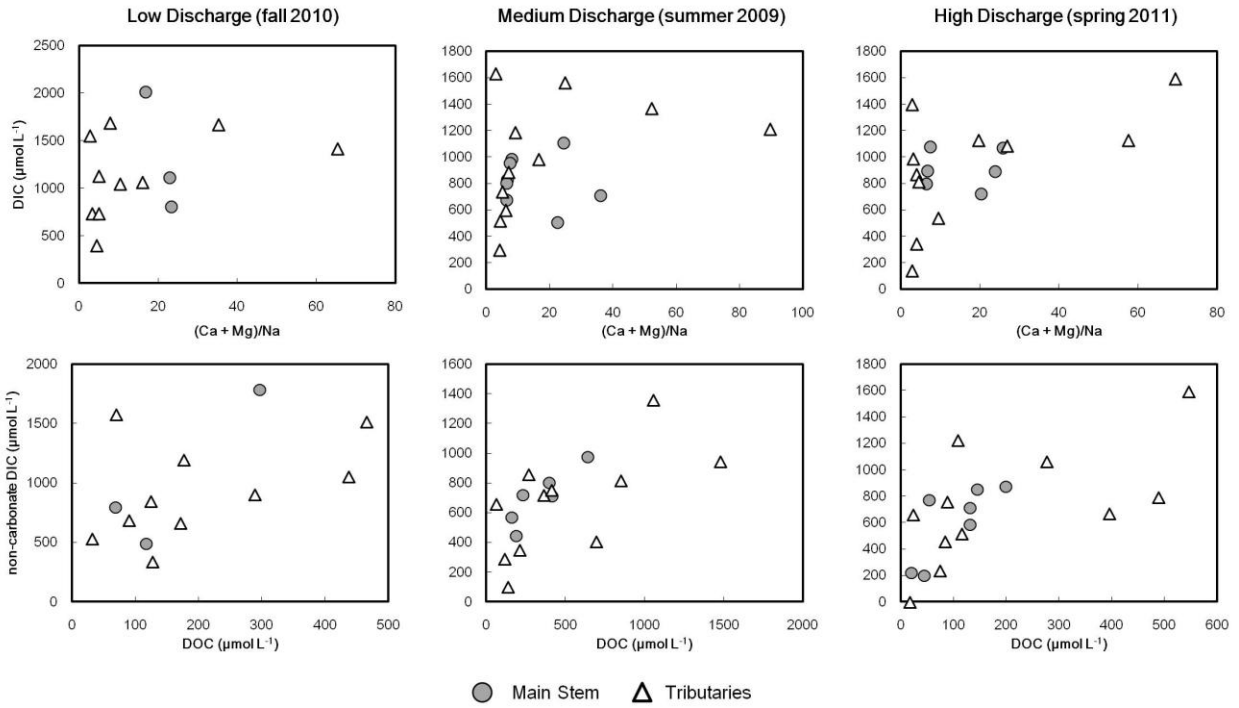 Low Discharge (fall 2010)
Medium Discharge (summer 2009)
High Discharge (spring 2011)
DIC (µmol L⁻¹)
2500
2000
1500
1000
500
0
0 20 40 60 80
(Ca + Mg)/Na
1800
1600
1400
1200
1000
800
600
400
200
0
0 20 40 60 80 100
(Ca + Mg)/Na
1800
1600
1400
1200
1000
800
600
400
200
0
0 20 40 60 80
(Ca + Mg)/Na
non-carbonate DIC (µmol L⁻¹)
2000
1500
1000
500
0
0 100 200 300 400 500
DOC (µmol L⁻¹)
1600
1400
1200
1000
800
600
400
200
0
0 500 1000 1500 2000
DOC (µmol L⁻¹)
1800
1600
1400
1200
1000
800
600
400
200
0
0 100 200 300 400 500 600
DOC (µmol L⁻¹)
Main Stem
Tributaries